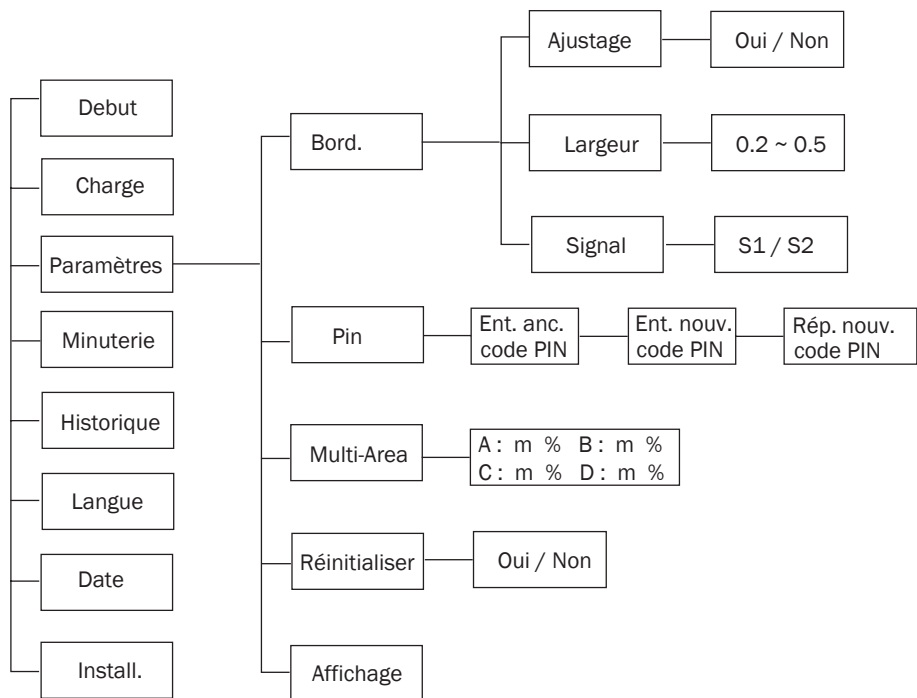 Debut
Charge
Paramètres
Minuterie
Historique
Langue
Date
Install.
Bord.
Pin
Multi-Area
Réinitialiser
Affichage
Ajustage
Oui / Non
Largeur
0.2 ~ 0.5
Signal
S1 / S2
Ent. anc.
code PIN
Ent. nouv.
code PIN
Rép. nouv.
code PIN
A : m % B : m %
C : m % D : m %
Oui / Non